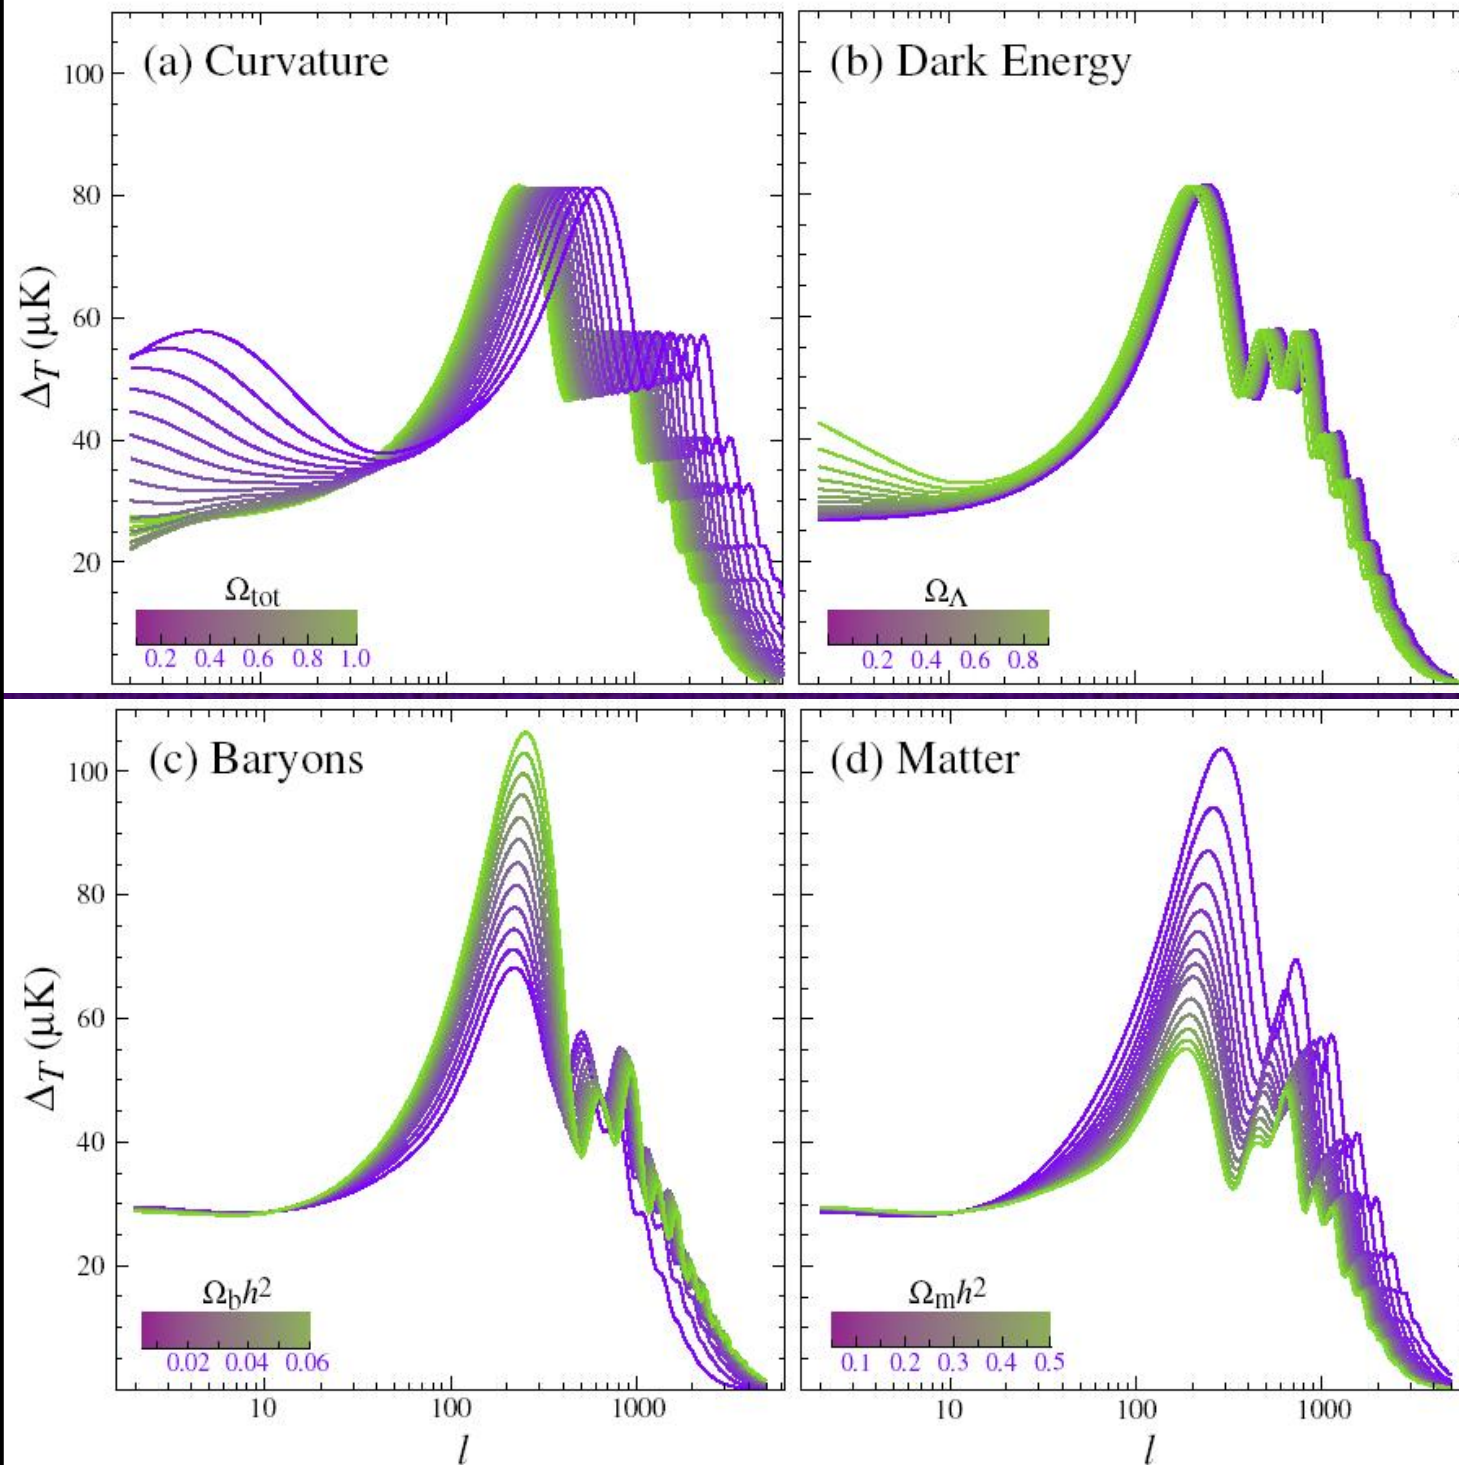 (a) Curvature
(b) Dark Energy
100
80
60
40
20
Δ_T (μK)
Ω_tot
0.2 0.4 0.6 0.8 1.0
Ω_Λ
0.2 0.4 0.6 0.8
(c) Baryons
(d) Matter
100
80
60
40
20
Δ_T (μK)
Ω_b h²
0.02 0.04 0.06
Ω_m h²
0.1 0.2 0.3 0.4 0.5
10 100 1000
10 100 1000
l
l